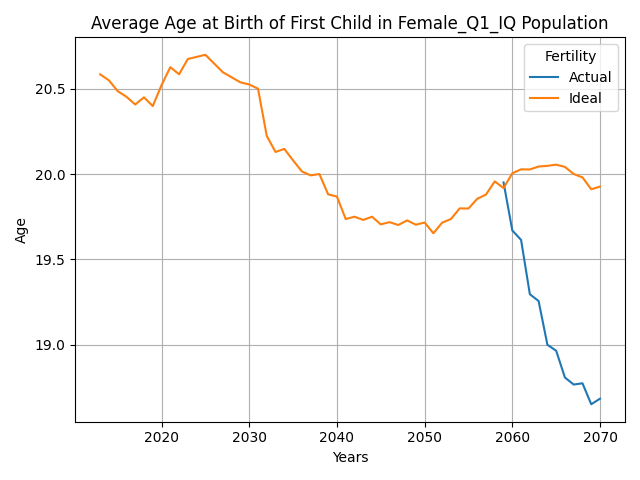 Average Age at Birth of First Child in Female_Q1_IQ Population
Fertility
Actual
Ideal
20.5
20.0
19.5
19.0
Age
2020
2030
2040
2050
2060
2070
Years